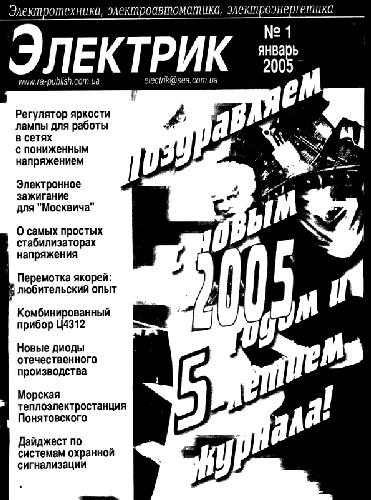 Электротехника, электроавтоматика, электроэнергетика
ЭЛЕКТРИК
№ 1
январь
2005
www.ra-publish.com.ua
electrik@sea.com.ua
Регулятор яркости
лампы для работы
в сетях
с пониженным
напряжением
Электронное
зажигание
для "Москвича"
О самых простых
стабилизаторах
напряжения
Перемотка якорей:
любительский опыт
Комбинированный
прибор Ц4312
Новые диоды
отечественного
производства
Морская
теплоэлектростанция
Понятовского
Дайджест по
системам охранной
сигнализации
Поздравляем
с новым
2005
годом и
5-летием
журнала!